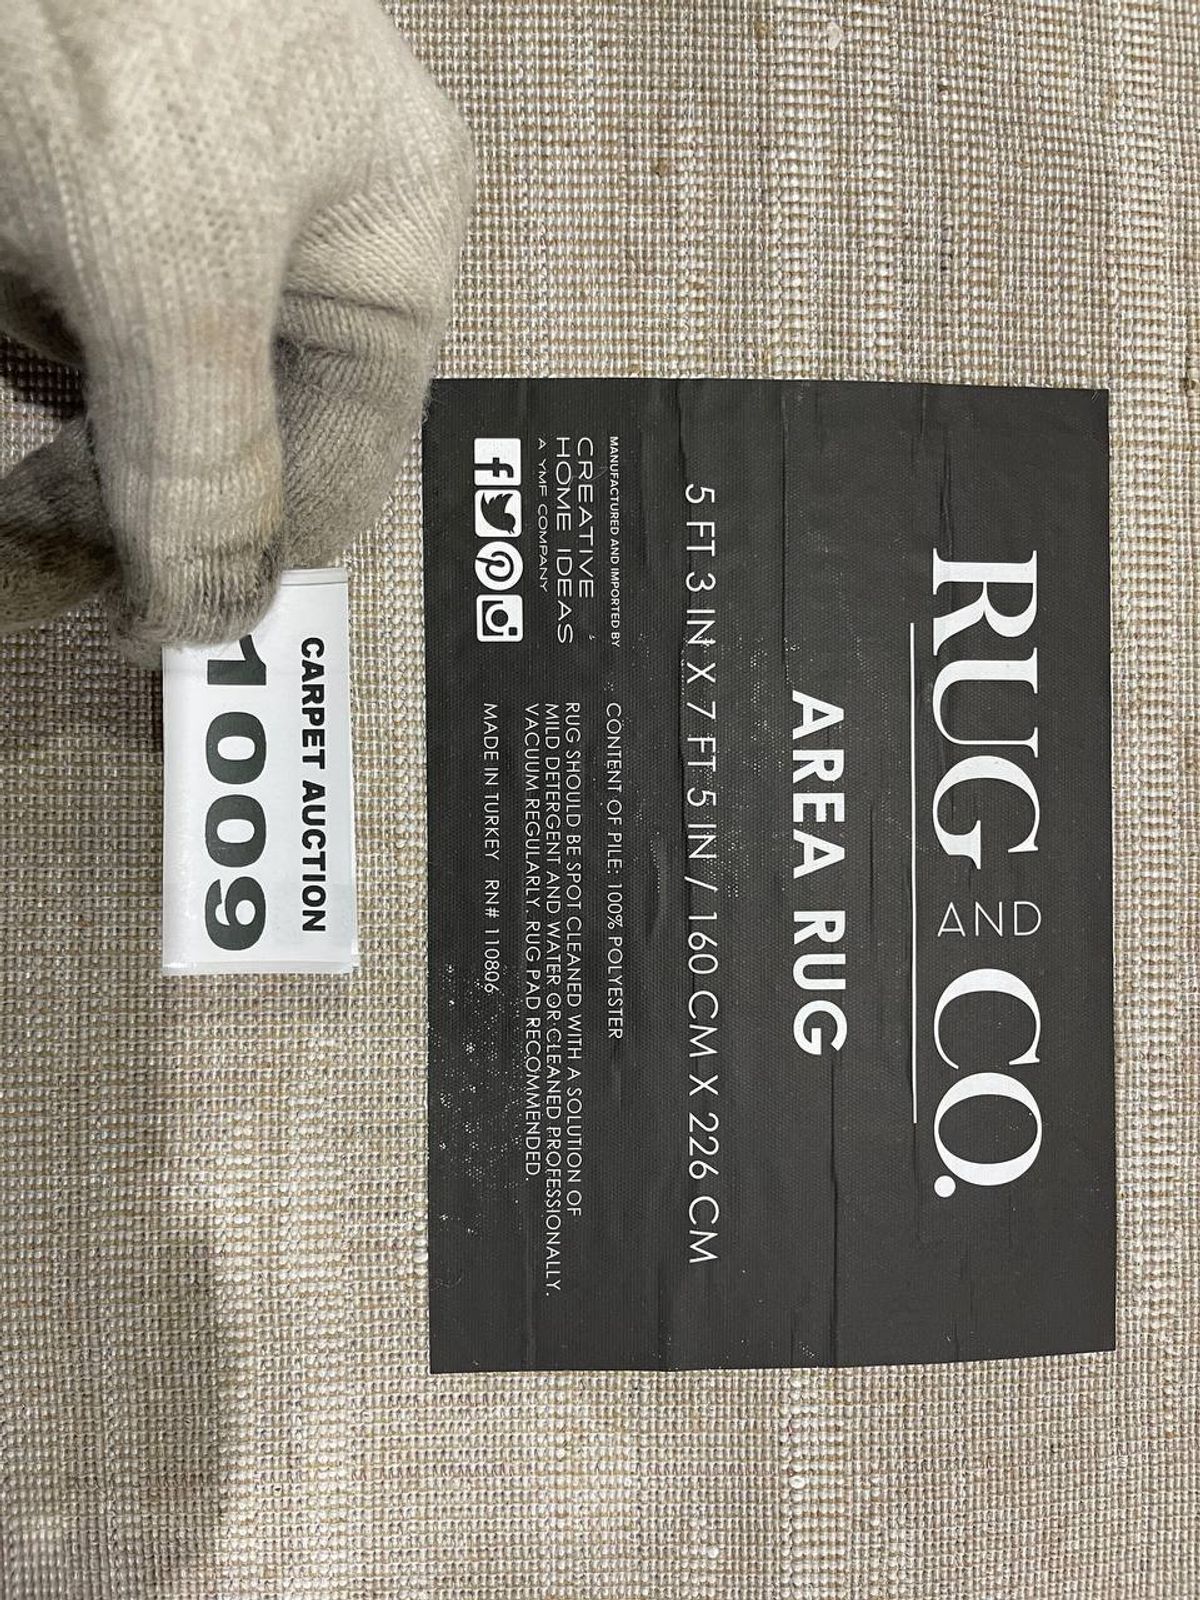 RUG AND CO.
AREA RUG
5 FT 3 IN X 7 FT 5 IN / 160 CM X 226 CM
MANUFACTURED AND IMPORTED BY
CREATIVE
HOME IDEAS
A YMF COMPANY
CONTENT OF PILE: 100% POLYESTER
RUG SHOULD BE SPOT CLEANED WITH A SOLUTION OF
MILD DETERGENT AND WATER OR CLEANED PROFESSIONALLY.
VACUUM REGULARLY. RUG PAD RECOMMENDED.
MADE IN TURKEY RN# 110806
CARPET AUCTION
1009